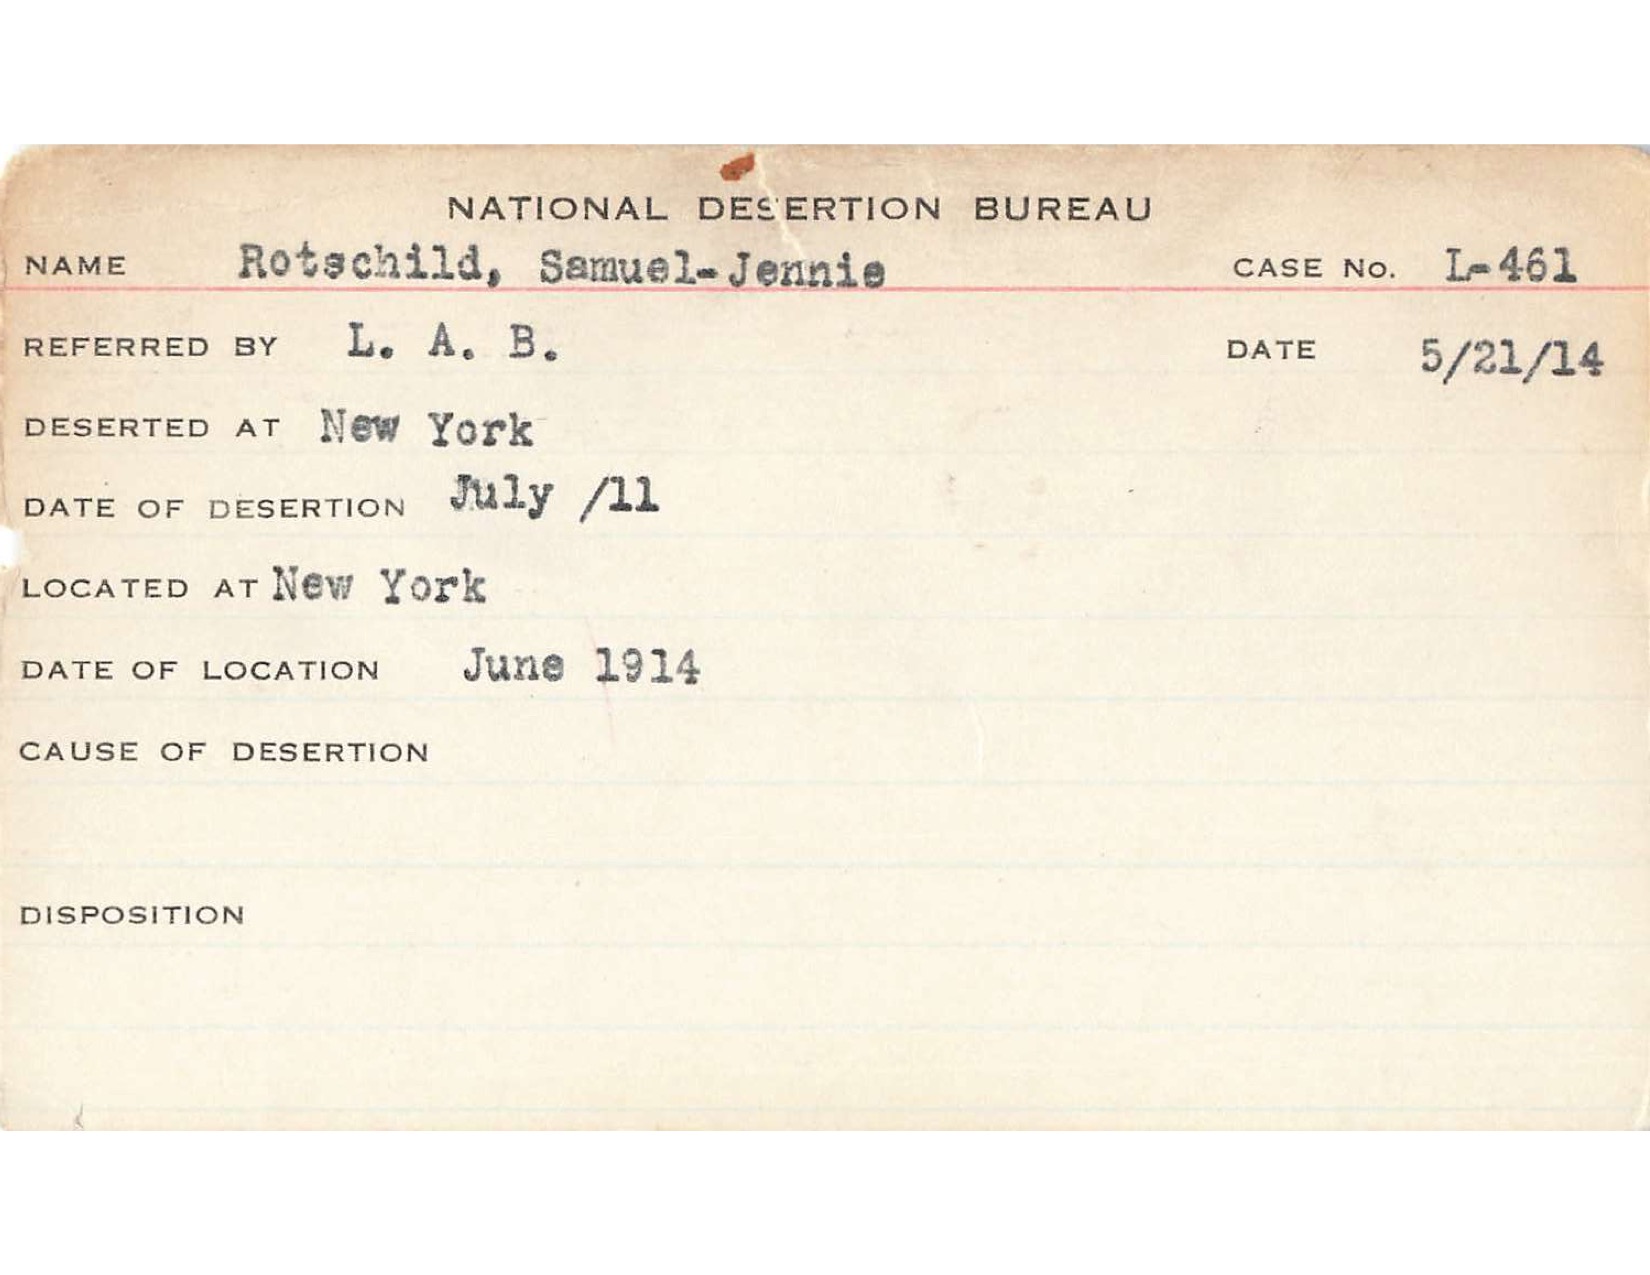 NATIONAL DESERTION BUREAU
NAME Rotschild, Samuel-Jennie CASE No. L-461
REFERRED BY L. A. B. DATE 5/21/14
DESERTED AT New York
DATE OF DESERTION July /11
LOCATED AT New York
DATE OF LOCATION June 1914
CAUSE OF DESERTION
DISPOSITION